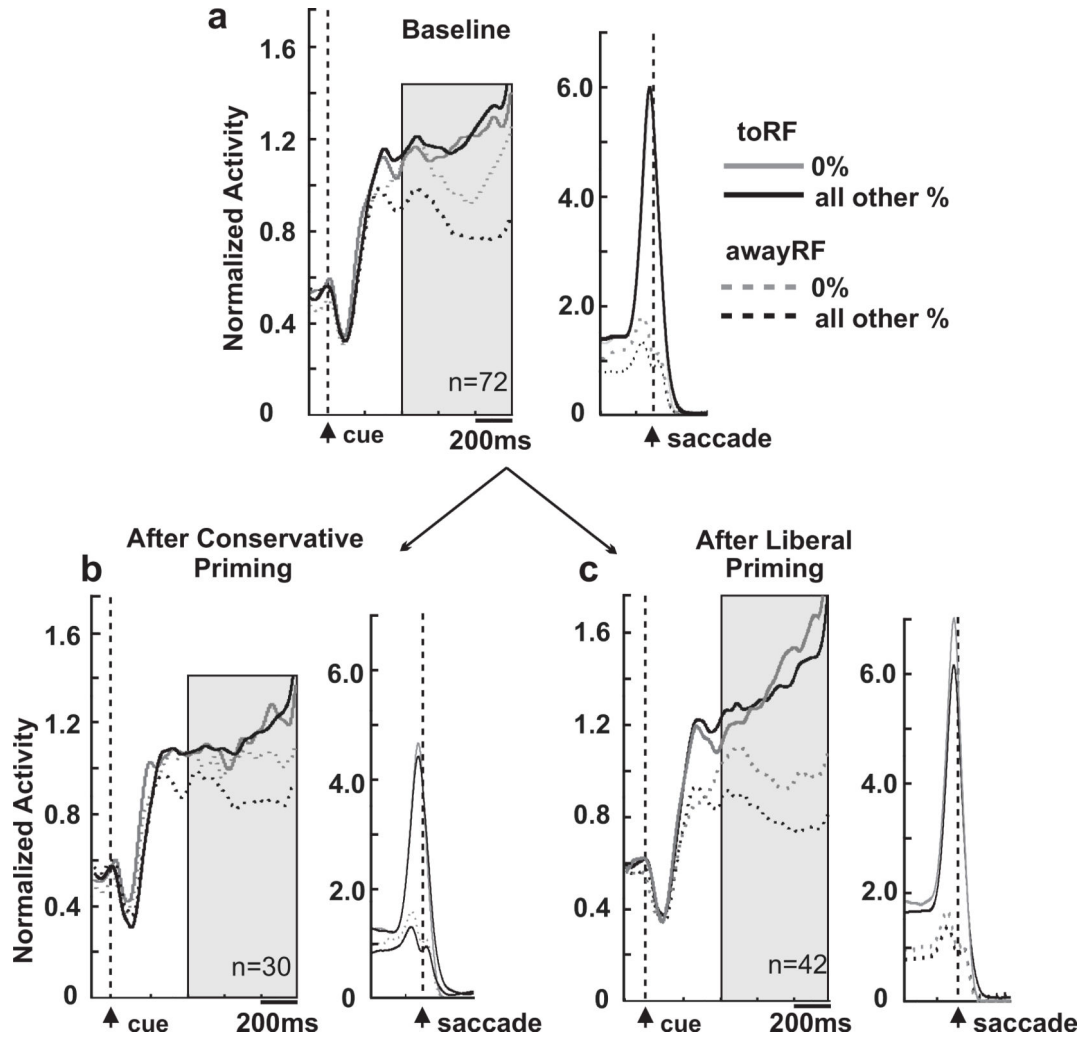 a
Baseline
Normalized Activity
1.6
1.2
0.8
0.4
0
n=72
cue
200ms
6.0
4.0
2.0
0
saccade
toRF
0%
all other %
awayRF
0%
all other %
b
After Conservative
Priming
Normalized Activity
1.6
1.2
0.8
0.4
0
n=30
cue
200ms
6.0
4.0
2.0
0
saccade
c
After Liberal
Priming
1.6
1.2
0.8
0.4
0
n=42
cue
200ms
6.0
4.0
2.0
0
saccade